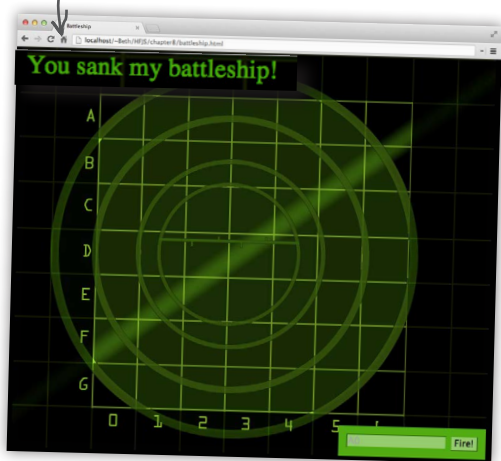 Battleship
localhost/~Beth/HFJS/chapter8/battleship.html
You sank my battleship!
A
B
C
D
E
F
G
0 1 2 3 4 5
Fire!